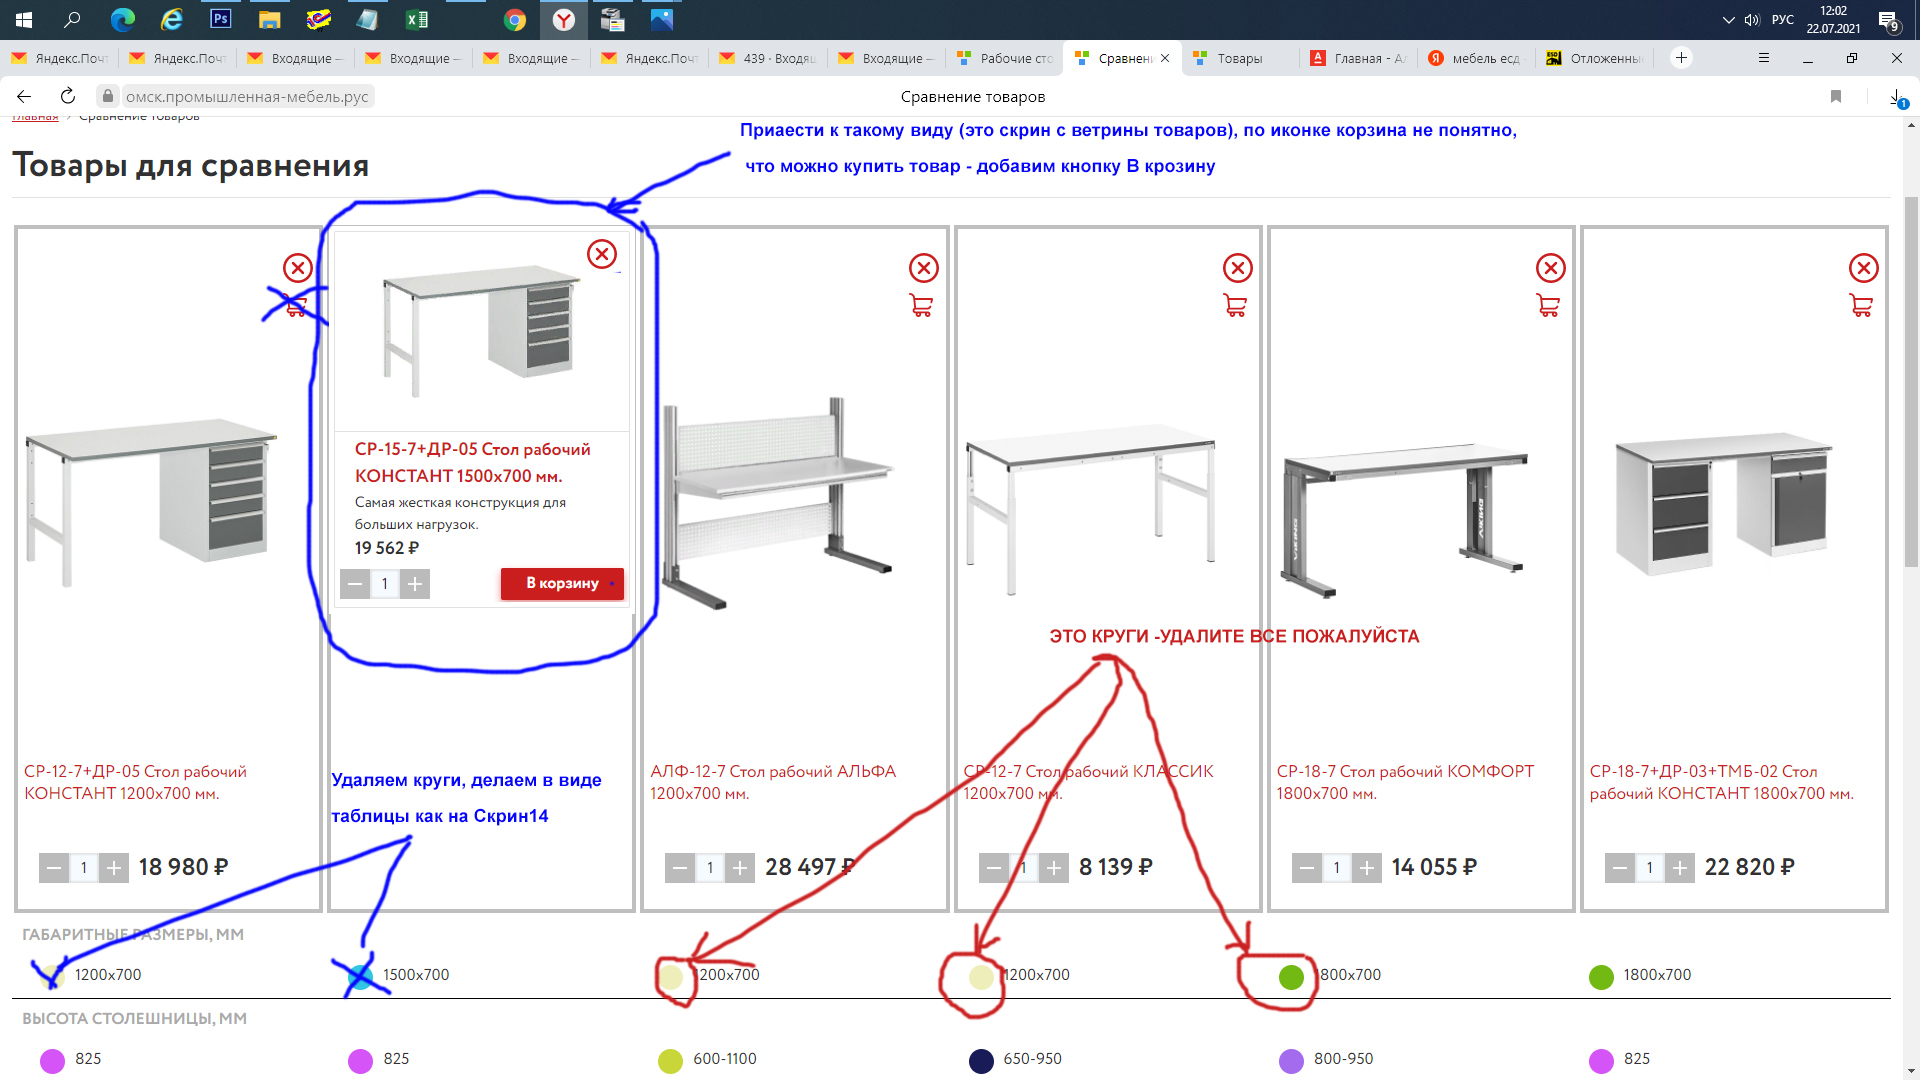 РУС
12:02
22.07.2021
9
Яндекс.Почт
Яндекс.Почт
Входящие —
Входящие —
Входящие —
Яндекс.Почт
439 · Входящ
Входящие —
Рабочие сто
Сравнени
Товары
Главная - Ал
мебель есд
Отложенны
омск.промышленная-мебель.рус
Сравнение товаров
1
Главная
Сравнение товаров
Приаести к такому виду (это скрин с ветрины товаров), по иконке корзина не понятно,
что можно купить товар - добавим кнопку В крозину
Товары для сравнения
СР-15-7+ДР-05 Стол рабочий
КОНСТАНТ 1500х700 мм.
Самая жесткая конструкция для
больших нагрузок.
19 562 ₽
— 1 +
В корзину
VIKING
VIKING
ЭТО КРУГИ -УДАЛИТЕ ВСЕ ПОЖАЛУЙСТА
СР-12-7+ДР-05 Стол рабочий
КОНСТАНТ 1200х700 мм.
Удаляем круги, делаем в виде
таблицы как на Скрин14
АЛФ-12-7 Стол рабочий АЛЬФА
1200х700 мм.
СР-12-7 Стол рабочий КЛАССИК
1200х700 мм.
СР-18-7 Стол рабочий КОМФОРТ
1800х700 мм.
СР-18-7+ДР-03+ТМБ-02 Стол
рабочий КОНСТАНТ 1800х700 мм.
— 1 + 18 980 ₽
— 1 + 28 497 ₽
— 1 + 8 139 ₽
— 1 + 14 055 ₽
— 1 + 22 820 ₽
ГАБАРИТНЫЕ РАЗМЕРЫ, ММ
1200х700
1500х700
1200х700
1200х700
1800х700
1800х700
ВЫСОТА СТОЛЕШНИЦЫ, ММ
825
825
600-1100
650-950
800-950
825